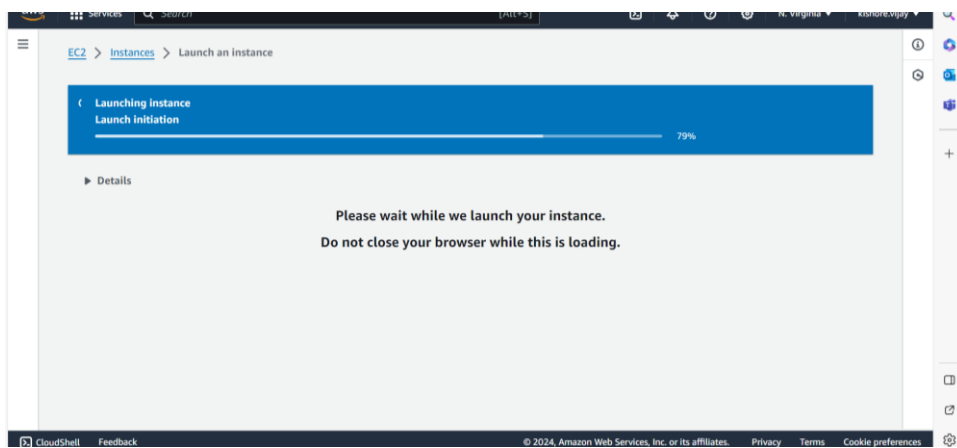 aws Services Search [Alt+S] N. Virginia kishore.vijay
EC2 > Instances > Launch an instance
Launching instance
Launch initiation
79%
Details
Please wait while we launch your instance.
Do not close your browser while this is loading.
CloudShell Feedback © 2024, Amazon Web Services, Inc. or its affiliates. Privacy Terms Cookie preferences